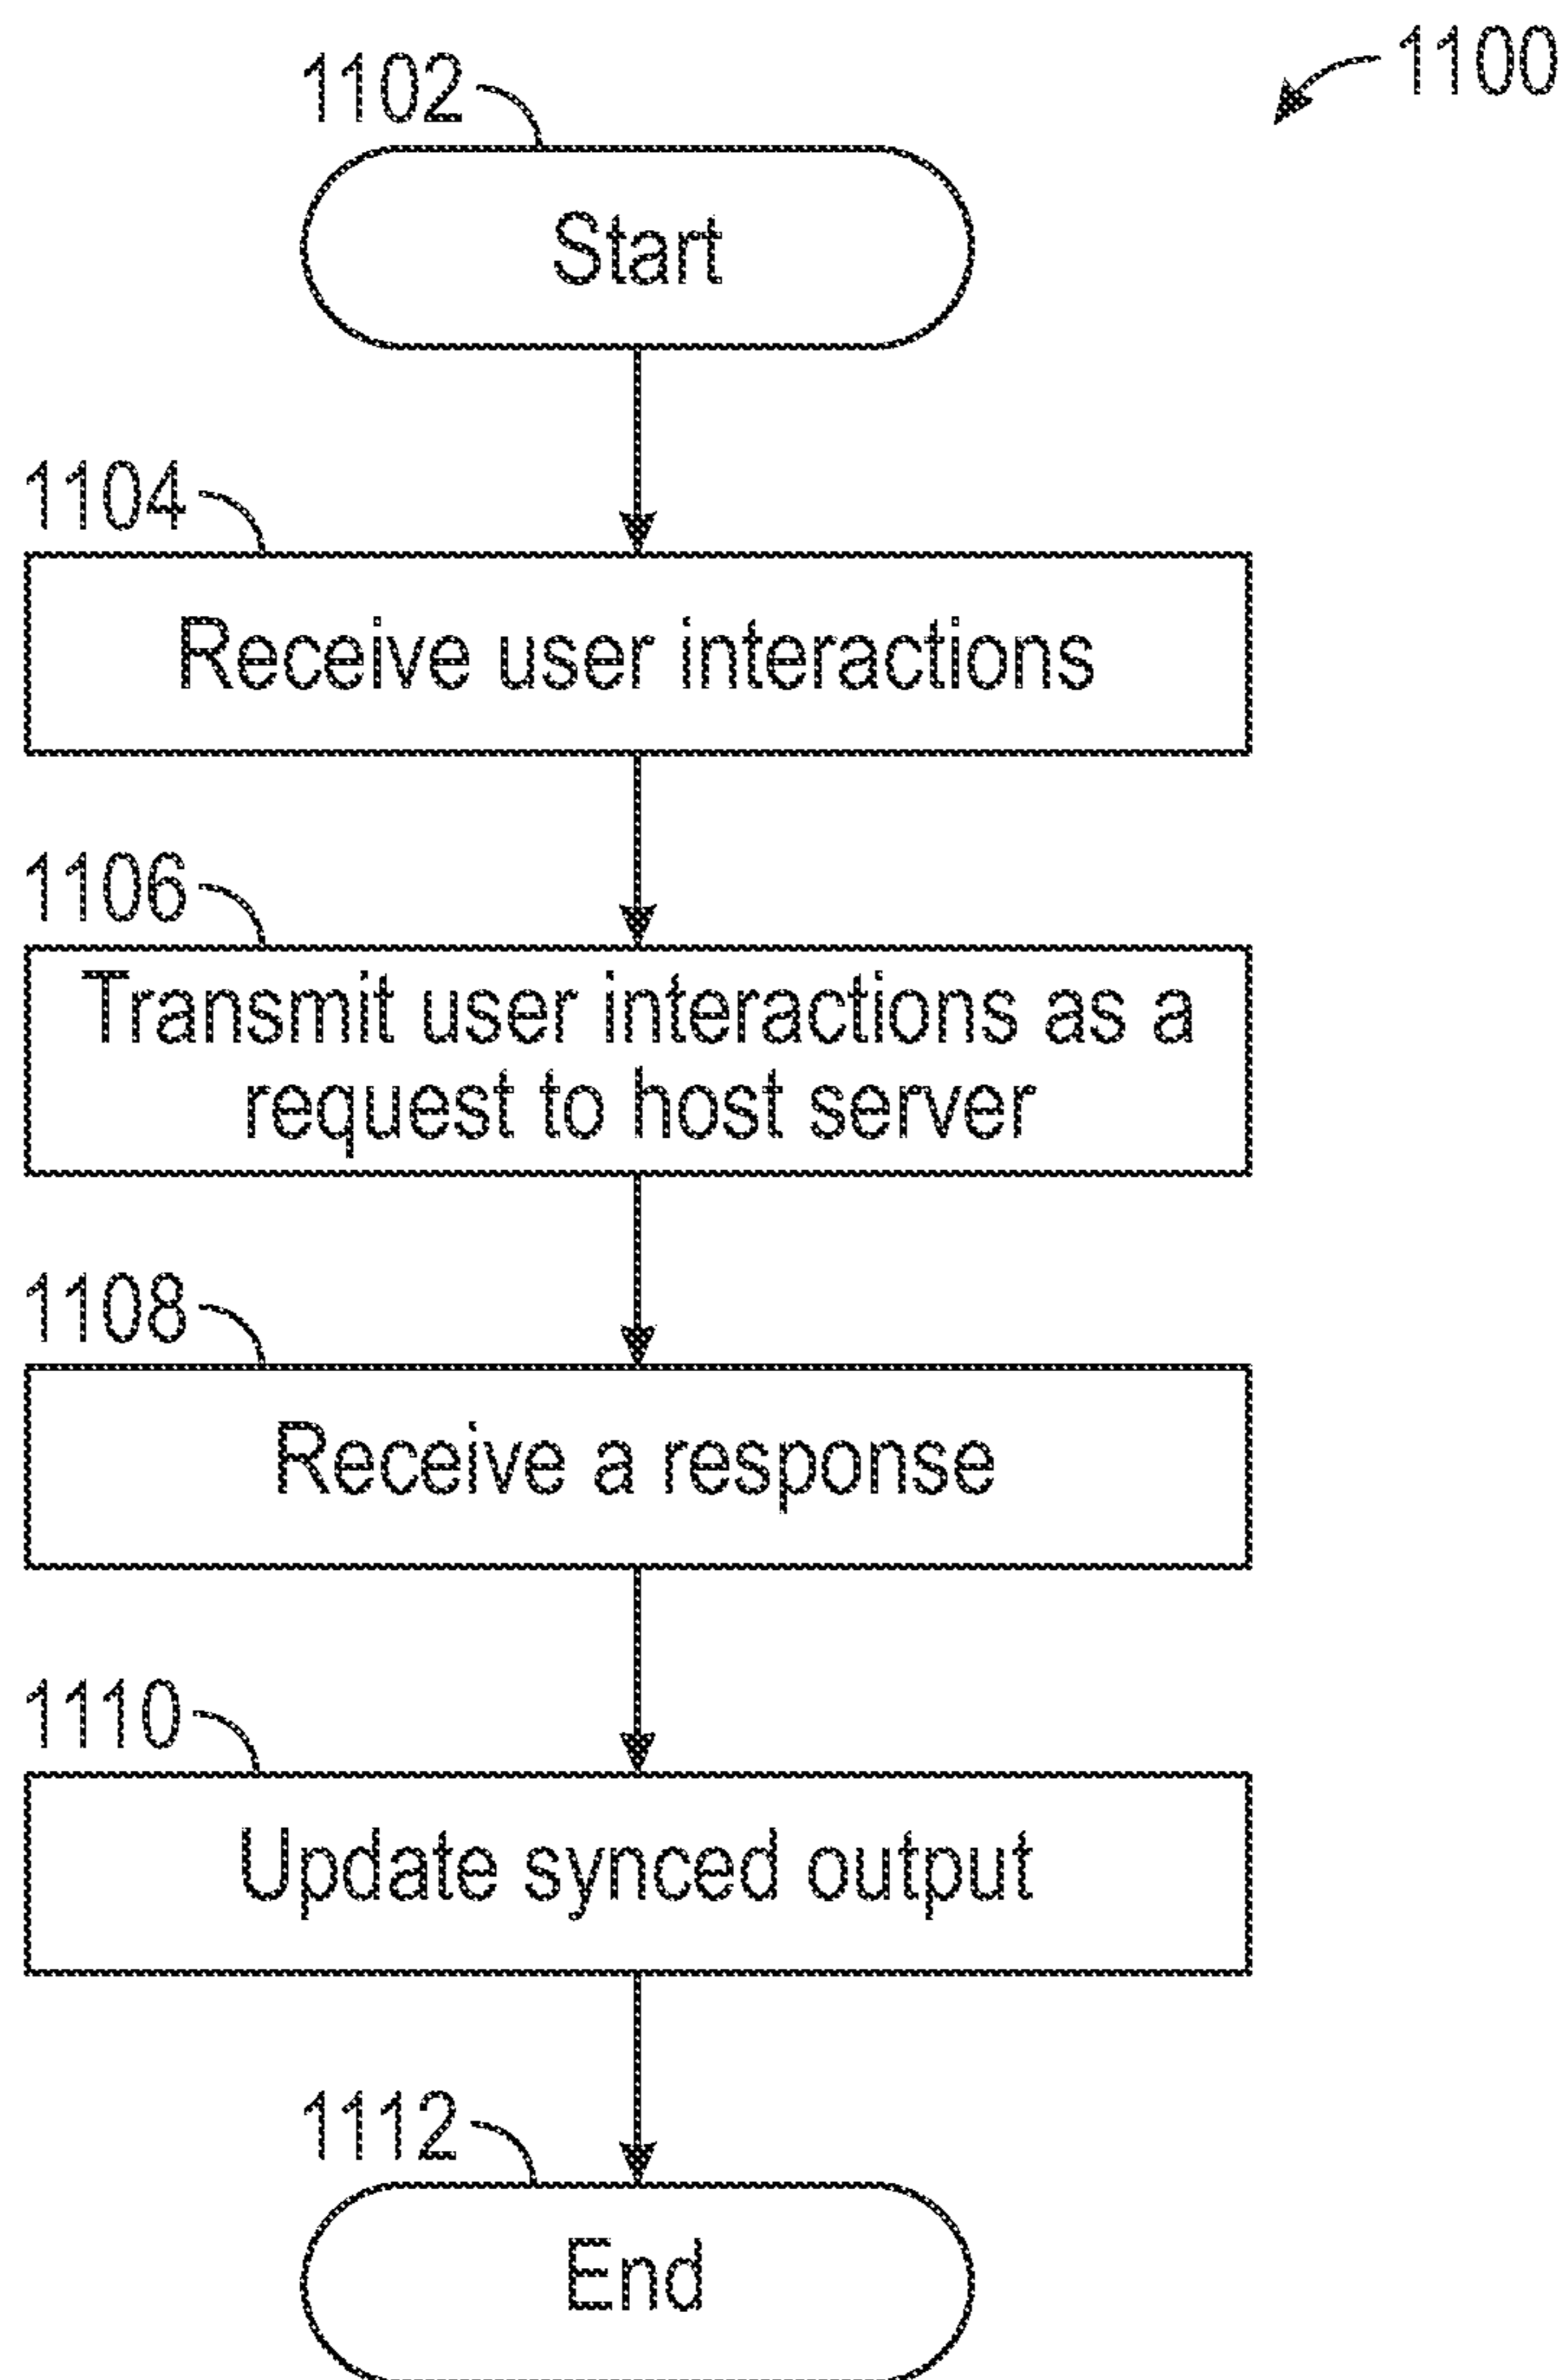 1100
1102
Start
1104
Receive user interactions
1106
Transmit user interactions as a
request to host server
1108
Receive a response
1110
Update synced output
1112
End